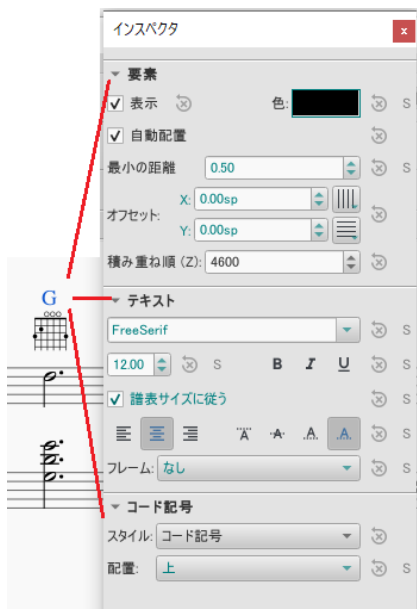 インスペクタ x
要素
表示 色: S
自動配置
最小の距離 0.50 S
オフセット: X: 0.00sp
Y: 0.00sp
積み重ね順 (Z): 4600
G
テキスト
FreeSerif S
12.00 S B I U S
譜表サイズに従う S
A A A A S
フレーム: なし S
コード記号
スタイル: コード記号
配置: 上 S